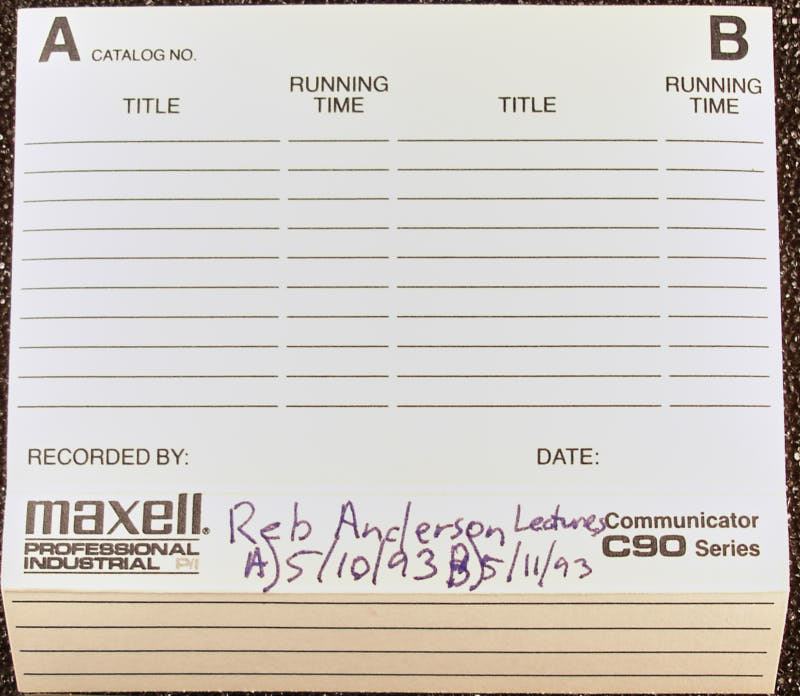 A CATALOG NO. B
TITLE RUNNING TIME TITLE RUNNING TIME
RECORDED BY: DATE:
maxell®
PROFESSIONAL
INDUSTRIAL P/I
Reb Anderson Lectures
A) 5/10/93 B) 5/11/93
Communicator
C90 Series